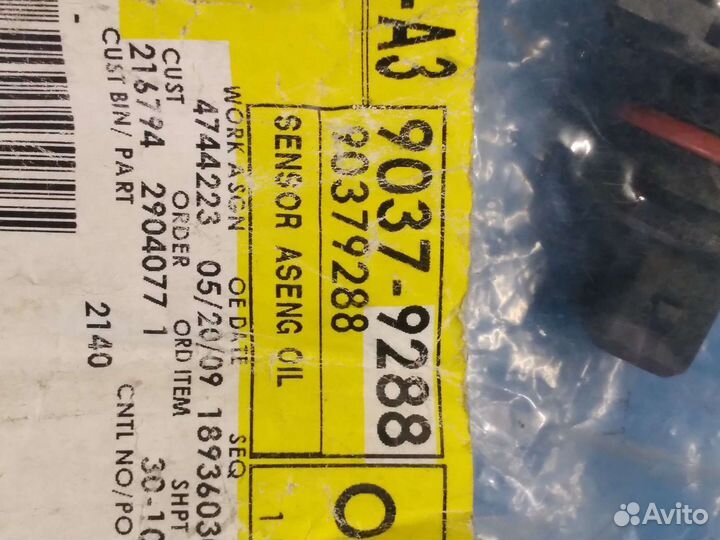 -A3
9037-9288
90379288
SENSOR ASENG OIL
O
1
WORK ASGN OE DATE SEQ
4744223 05/20/09 1893603
CUST ORDER ORD ITEM SHPT
216794 2904077 1 30-10
CUST BIN/ PART CNTL NO/PO
2140
Avito